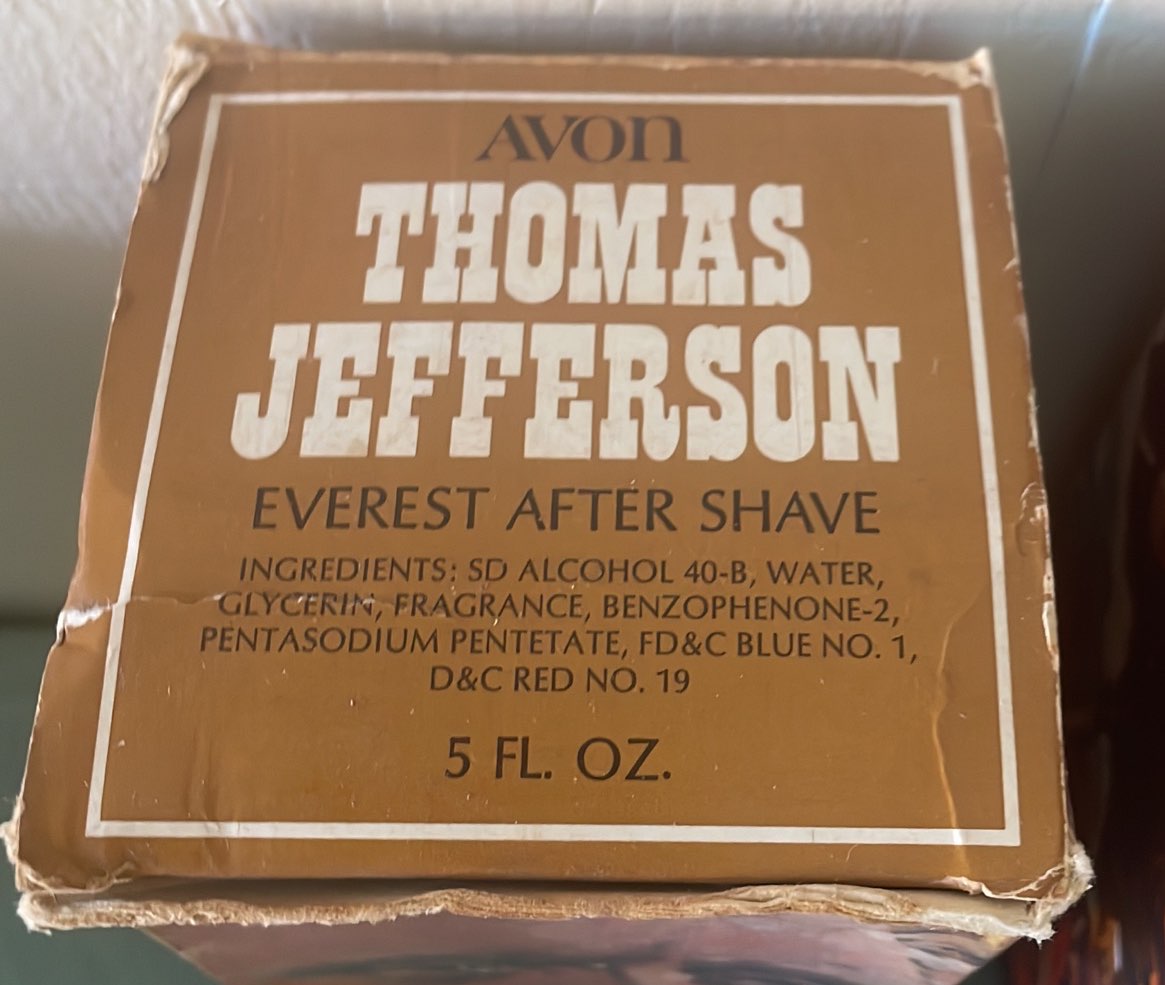 AVON
THOMAS
JEFFERSON
EVEREST AFTER SHAVE
INGREDIENTS: SD ALCOHOL 40-B, WATER,
GLYCERIN, FRAGRANCE, BENZOPHENONE-2,
PENTASODIUM PENTETATE, FD&C BLUE NO. 1,
D&C RED NO. 19
5 FL. OZ.